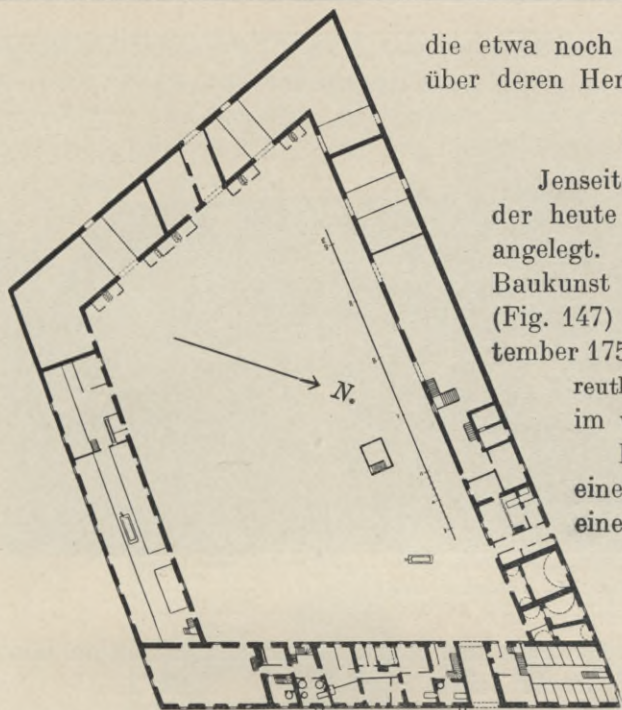 die etwa noch
über deren Her
Jenseit
der heute
angelegt.
Baukunst
(Fig. 147)
tember 175
reuth
im v
eine
eine
N.